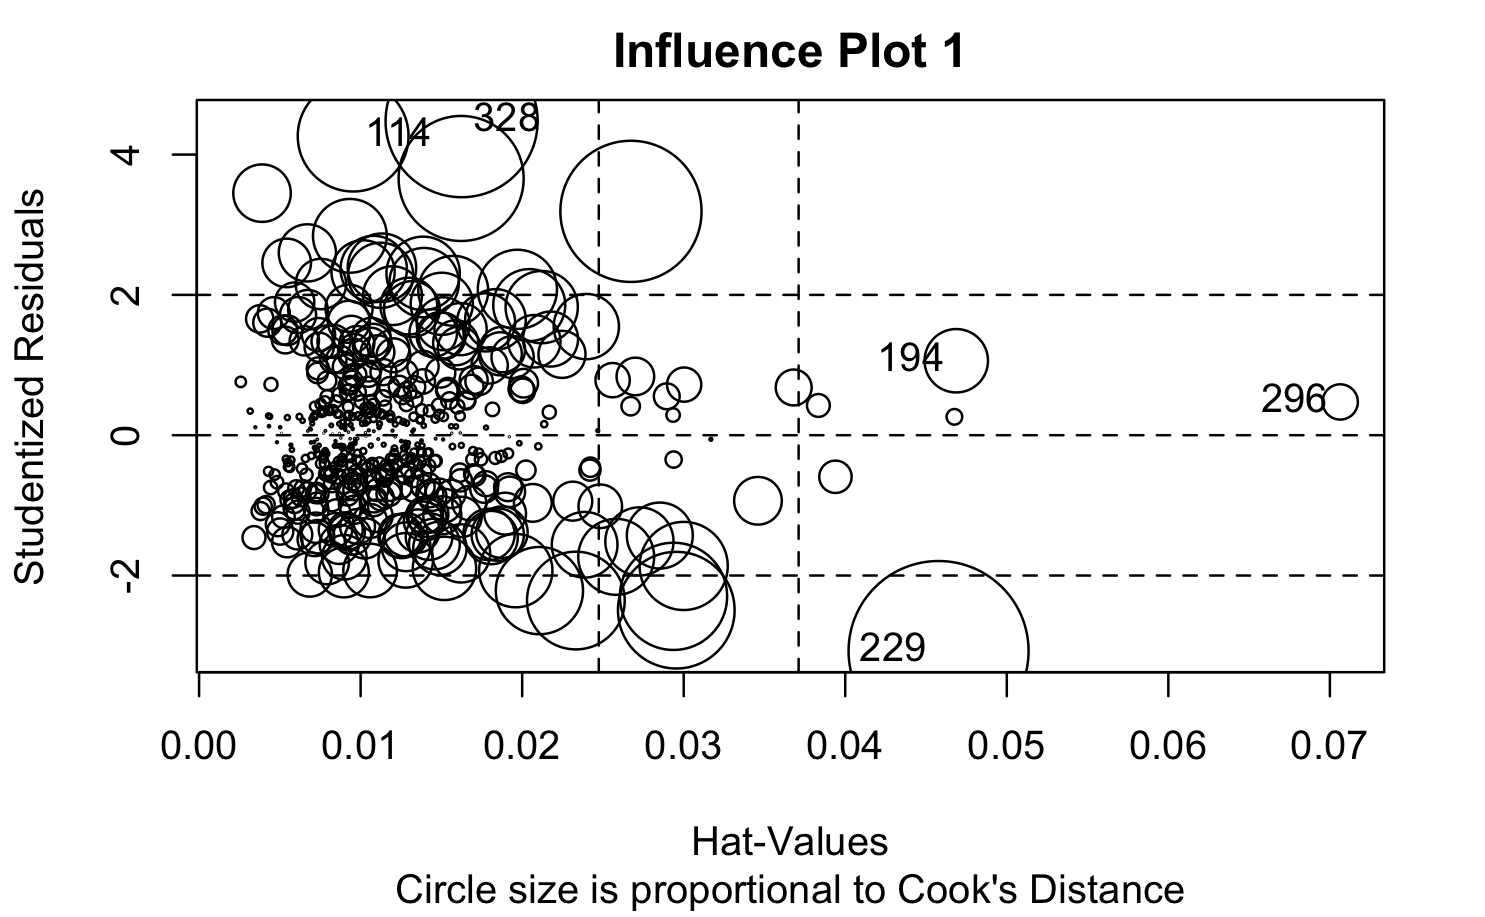 Influence Plot 1
Studentized Residuals
4
2
0
-2
328
114
194
296
229
0.00 0.01 0.02 0.03 0.04 0.05 0.06 0.07
Hat-Values
Circle size is proportional to Cook's Distance